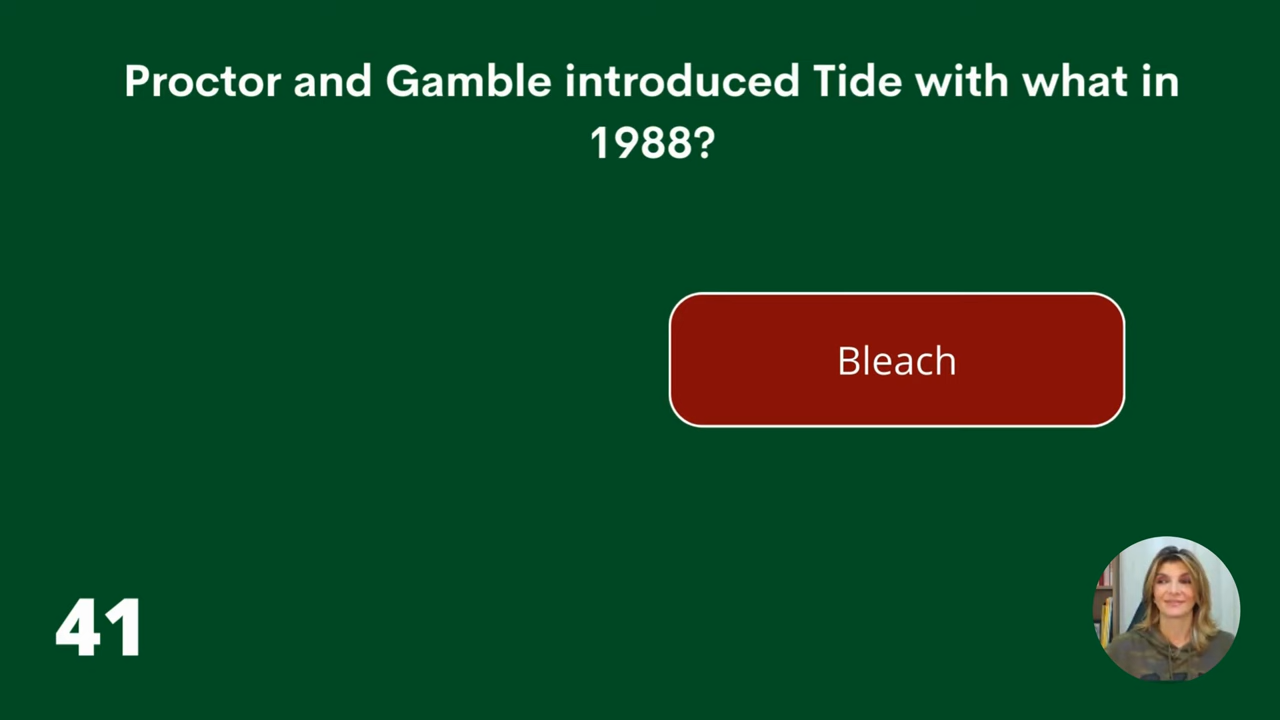 Proctor and Gamble introduced Tide with what in
1988?
Bleach
41